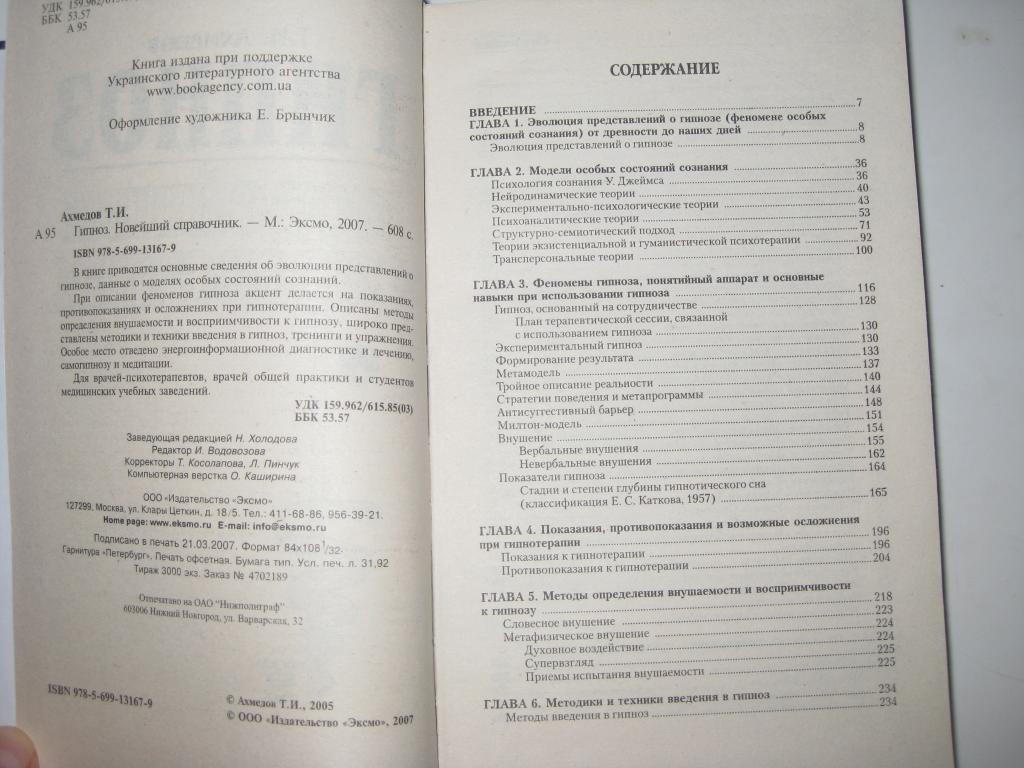 УДК 159.962/615.
ББК 53.57
А 95
Книга издана при поддержке
Украинского литературного агентства
www.bookagency.com.ua
Оформление художника Е. Брынчик
Ахмедов Т.И.
А 95 Гипноз. Новейший справочник. — М.: Эксмо, 2007. — 608 с.
ISBN 978-5-699-13167-9
В книге приводятся основные сведения об эволюции представлений о
гипнозе, данные о моделях особых состояний сознаний.
При описании феноменов гипноза акцент делается на показаниях,
противопоказаниях и осложнениях при гипнотерапии. Описаны методы
определения внушаемости и восприимчивости к гипнозу, широко пред-
ставлены методики и техники введения в гипноз, тренинги и упражнения.
Особое место отведено энергоинформационной диагностике и лечению,
самогипнозу и медитации.
Для врачей-психотерапевтов, врачей общей практики и студентов
медицинских учебных заведений.
УДК 159.962/615.85(03)
ББК 53.57
Заведующая редакцией Н. Холодова
Редактор И. Водовозова
Корректоры Т. Косолапова, Л. Пинчук
Компьютерная верстка О. Каширина
ООО «Издательство «Эксмо»
127299, Москва, ул. Клары Цеткин, д. 18/5. Тел.: 411-68-86, 956-39-21.
Home page: www.eksmo.ru E-mail: info@eksmo.ru
Подписано в печать 21.03.2007. Формат 84x108 1/32.
Гарнитура «Петербург». Печать офсетная. Бумага тип. Усл. печ. л. 31,92
Тираж 3000 экз. Заказ № 4702189
Отпечатано на ОАО "Нижполиграф"
603006 Нижний Новгород, ул. Варварская, 32
ISBN 978-5-699-13167-9
© Ахмедов Т.И., 2005
© ООО «Издательство «Эксмо», 2007
СОДЕРЖАНИЕ
ВВЕДЕНИЕ 7
ГЛАВА 1. Эволюция представлений о гипнозе (феномене особых
состояний сознания) от древности до наших дней 8
Эволюция представлений о гипнозе 8
ГЛАВА 2. Модели особых состояний сознания 36
Психология сознания У. Джеймса 36
Нейродинамические теории 40
Экспериментально-психологические теории 43
Психоаналитические теории 53
Структурно-семиотический подход 71
Теории экзистенциальной и гуманистической психотерапии 92
Трансперсональные теории 100
ГЛАВА 3. Феномены гипноза, понятийный аппарат и основные
навыки при использовании гипноза 116
Гипноз, основанный на сотрудничестве 128
План терапевтической сессии, связанной
с использованием гипноза 130
Экспериментальный гипноз 130
Формирование результата 133
Метамодель 137
Тройное описание реальности 140
Стратегии поведения и метапрограммы 144
Антисуггестивный барьер 148
Милтон-модель 151
Внушение 154
Вербальные внушения 155
Невербальные внушения 162
Показатели гипноза 164
Стадии и степени глубины гипнотического сна
(классификация Е. С. Каткова, 1957) 165
ГЛАВА 4. Показания, противопоказания и возможные осложнения
при гипнотерапии 196
Показания к гипнотерапии 196
Противопоказания к гипнотерапии 204
ГЛАВА 5. Методы определения внушаемости и восприимчивости
к гипнозу 218
Словесное внушение 223
Метафизическое внушение 224
Духовное воздействие 224
Супервзгляд 225
Приемы испытания внушаемости 225
ГЛАВА 6. Методики и техники введения в гипноз 234
Методы введения в гипноз 234